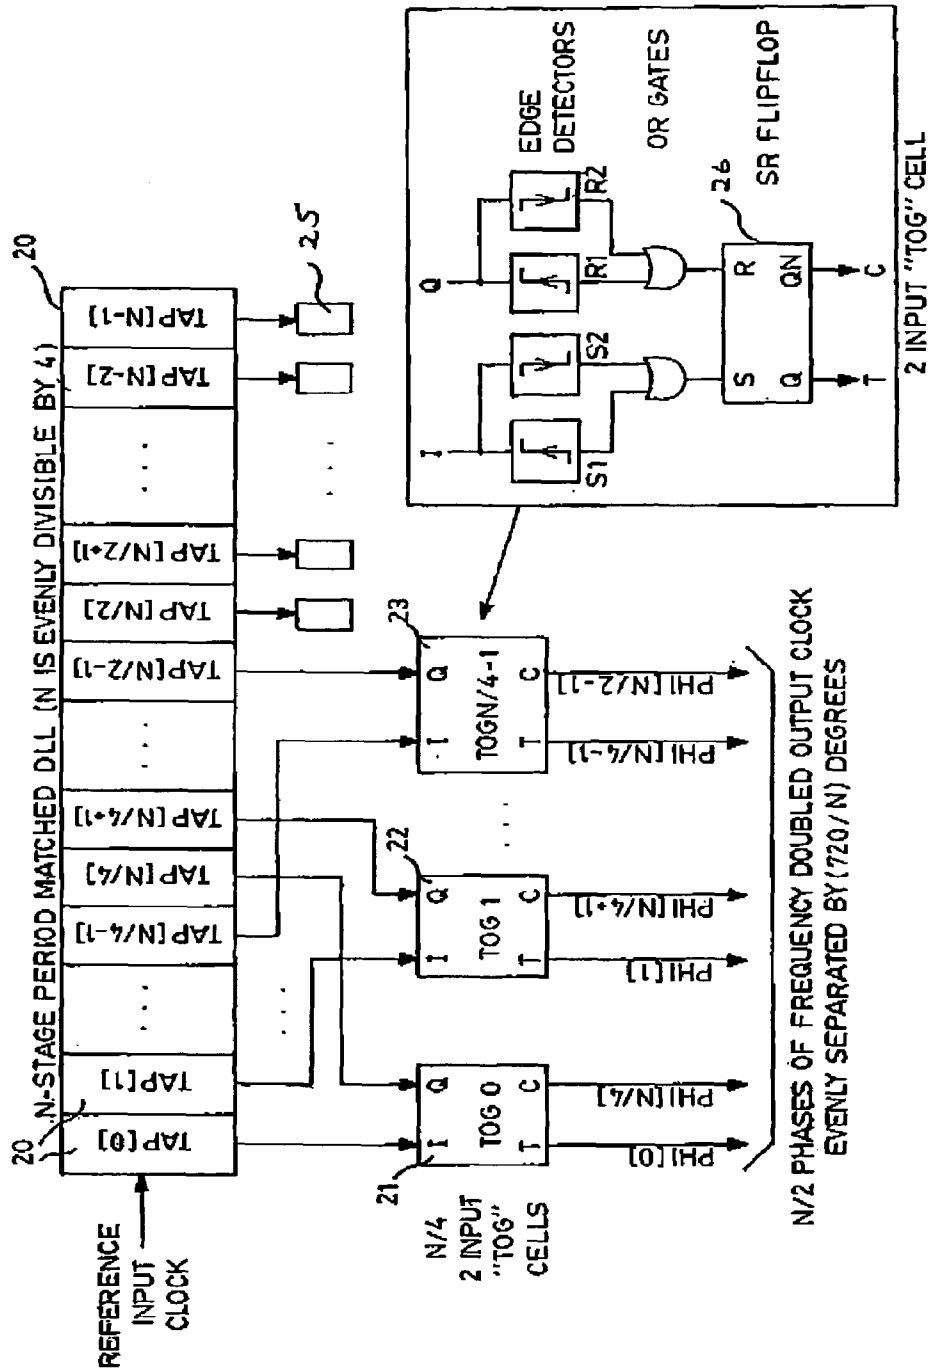 N-STAGE PERIOD MATCHED DLL (N IS EVENLY DIVISIBLE BY 4)
20
20
REFERENCE
INPUT
CLOCK
TAP[0]
TAP[1]
. . .
TAP[N/4-1]
TAP[N/4]
TAP[N/4+1]
. . .
TAP[N/2-1]
TAP[N/2]
TAP[N/2+1]
. . .
TAP[N-2]
TAP[N-1]
25
. . .
. . .
N/4
2 INPUT
"TOG"
CELLS
21
I Q
TOG 0
T C
22
I Q
TOG 1
T C
. . .
23
I Q
TOGN/4-1
T C
PHI[0]
PHI[N/4]
PHI[1]
PHI[N/4+1]
PHI[N/4-1]
PHI[N/2-1]
N/2 PHASES OF FREQUENCY DOUBLED OUTPUT CLOCK
EVENLY SEPARATED BY (720/N) DEGREES
I Q
EDGE
DETECTORS
S1 S2 R1 R2
OR GATES
26
SR FLIPFLOP
S R
Q QN
T C
2 INPUT "TOG" CELL